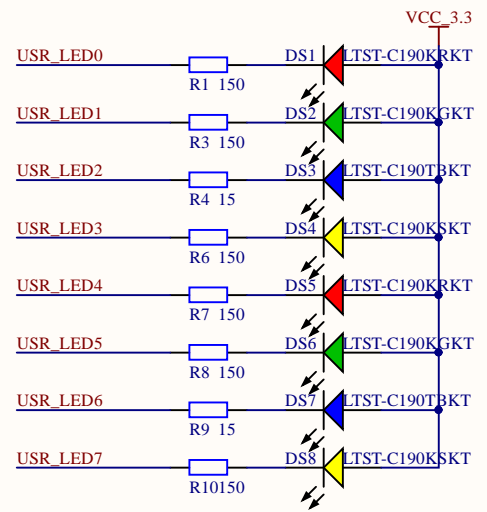 VCC_3.3
USR_LED0 DS1 LTST-C190KRKT
R1 150
USR_LED1 DS2 LTST-C190KGKT
R3 150
USR_LED2 DS3 LTST-C190TBKT
R4 15
USR_LED3 DS4 LTST-C190KSKT
R6 150
USR_LED4 DS5 LTST-C190KRKT
R7 150
USR_LED5 DS6 LTST-C190KGKT
R8 150
USR_LED6 DS7 LTST-C190TBKT
R9 15
USR_LED7 DS8 LTST-C190KSKT
R10150